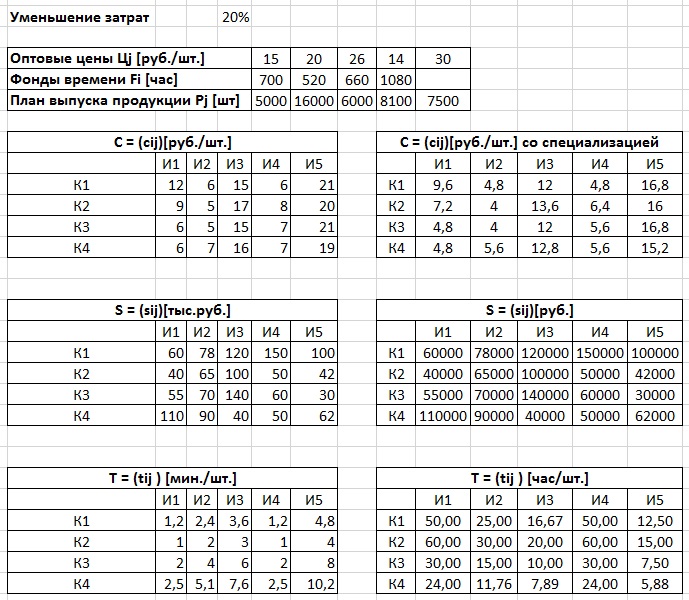 Уменьшение затрат 20%
Оптовые цены Цj [руб./шт.] 15 20 26 14 30
Фонды времени Fi [час] 700 520 660 1080
План выпуска продукции Pj [шт] 5000 16000 6000 8100 7500
C = (cij)[руб./шт.] C = (cij)[руб./шт.] со специализацией
И1 И2 И3 И4 И5 И1 И2 И3 И4 И5
К1 12 6 15 6 21 К1 9,6 4,8 12 4,8 16,8
К2 9 5 17 8 20 К2 7,2 4 13,6 6,4 16
К3 6 5 15 7 21 К3 4,8 4 12 5,6 16,8
К4 6 7 16 7 19 К4 4,8 5,6 12,8 5,6 15,2
S = (sij)[тыс.руб.] S = (sij)[руб.]
И1 И2 И3 И4 И5 И1 И2 И3 И4 И5
К1 60 78 120 150 100 К1 60000 78000 120000 150000 100000
К2 40 65 100 50 42 К2 40000 65000 100000 50000 42000
К3 55 70 140 60 30 К3 55000 70000 140000 60000 30000
К4 110 90 40 50 62 К4 110000 90000 40000 50000 62000
T = (tij ) [мин./шт.] T = (tij ) [час/шт.]
И1 И2 И3 И4 И5 И1 И2 И3 И4 И5
К1 1,2 2,4 3,6 1,2 4,8 К1 50,00 25,00 16,67 50,00 12,50
К2 1 2 3 1 4 К2 60,00 30,00 20,00 60,00 15,00
К3 2 4 6 2 8 К3 30,00 15,00 10,00 30,00 7,50
К4 2,5 5,1 7,6 2,5 10,2 К4 24,00 11,76 7,89 24,00 5,88